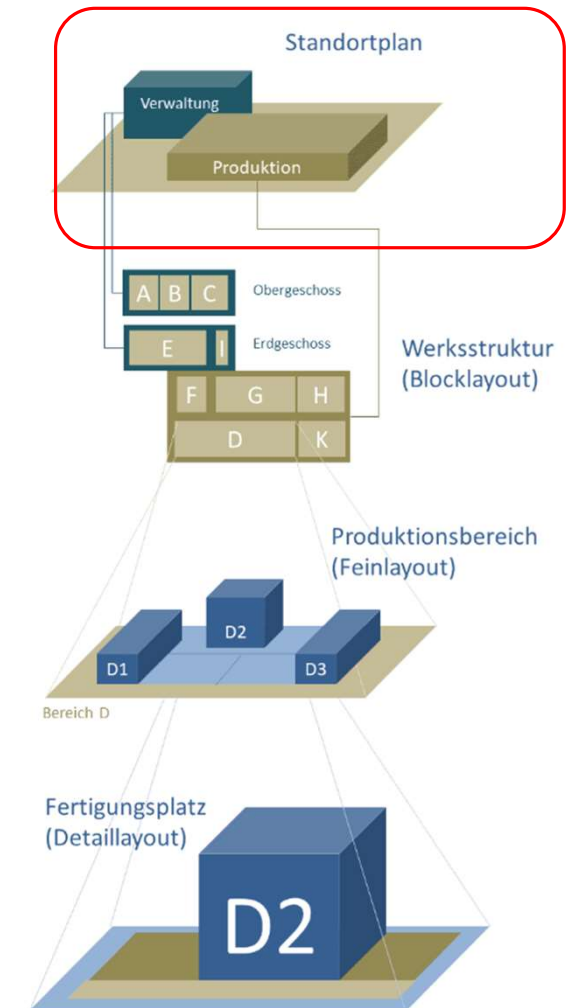 Standortplan
Verwaltung
Produktion
A B C
Obergeschoss
E I
Erdgeschoss
Werksstruktur
(Blocklayout)
F G H
D K
Produktionsbereich
(Feinlayout)
D2
D1
D3
Bereich D
Fertigungsplatz
(Detaillayout)
D2